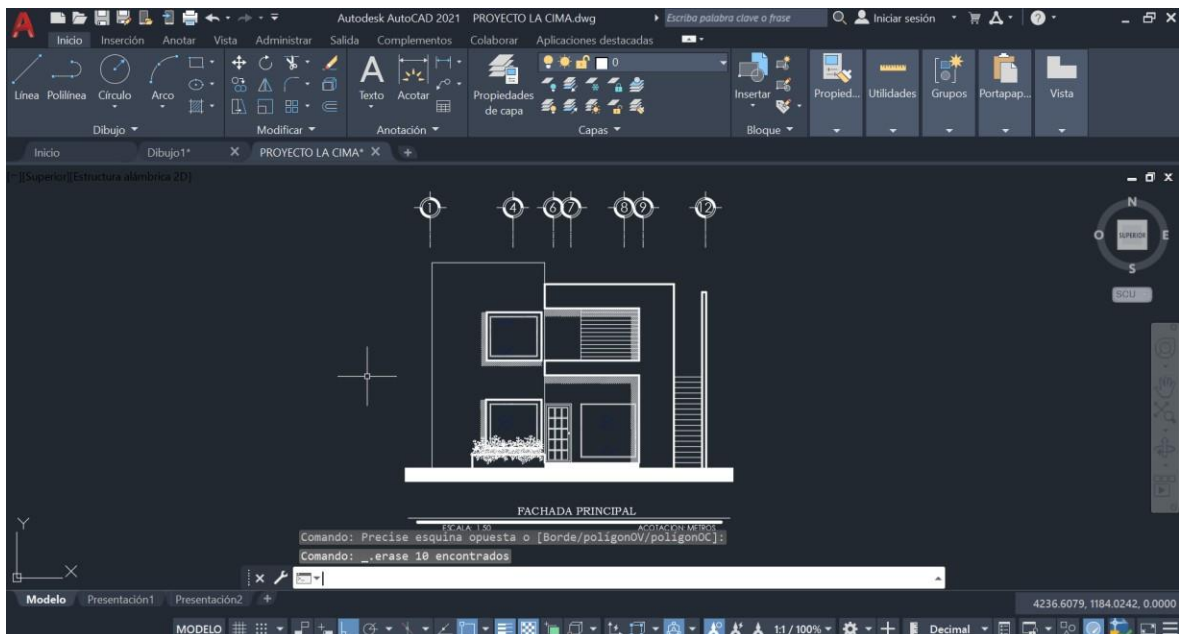 Autodesk AutoCAD 2021 PROYECTO LA CIMA.dwg Escriba palabra clave o frase Iniciar sesión
Inicio Inserción Anotar Vista Administrar Salida Complementos Colaborar Aplicaciones destacadas
0
Línea Polilínea Círculo Arco Texto Acotar Propiedades de capa Insertar Propied... Utilidades Grupos Portapap... Vista
Dibujo Modificar Anotación Capas Bloque
Inicio Dibujo1* PROYECTO LA CIMA*
[-][Superior][Estructura alámbrica 2D]
N
O SUPERIOR E
S
SCU
1 4 6 7 8 9 12
FACHADA PRINCIPAL
ESCALA: 1:50 ACOTACION: METROS
Y
X
Comando: Precise esquina opuesta o [Borde/polígonOV/polígonOC]:
Comando: _.erase 10 encontrados
Modelo Presentación1 Presentación2 +
4236.6079, 1184.0242, 0.0000
MODELO 1:1 / 100% Decimal